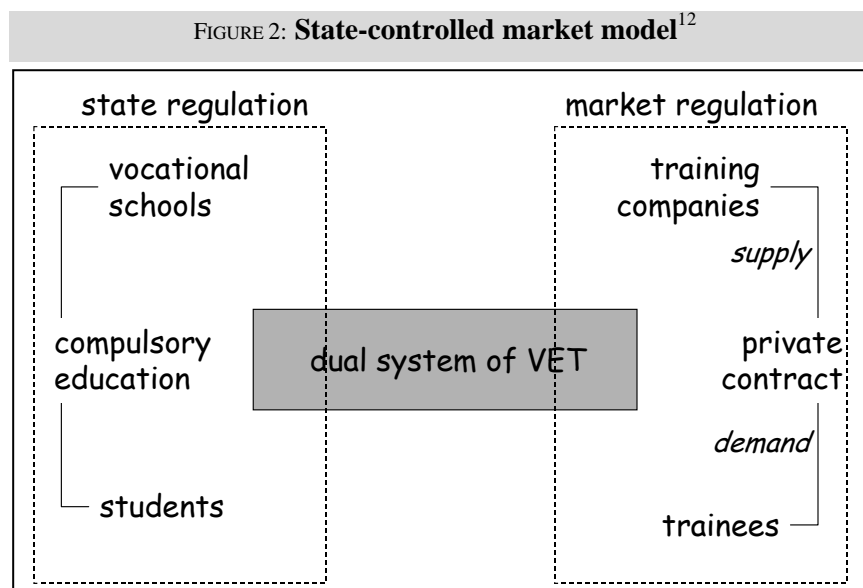 FIGURE 2: State-controlled market model12
state regulation
market regulation
vocational
schools
training
companies
supply
compulsory
education
dual system of VET
private
contract
demand
students
trainees